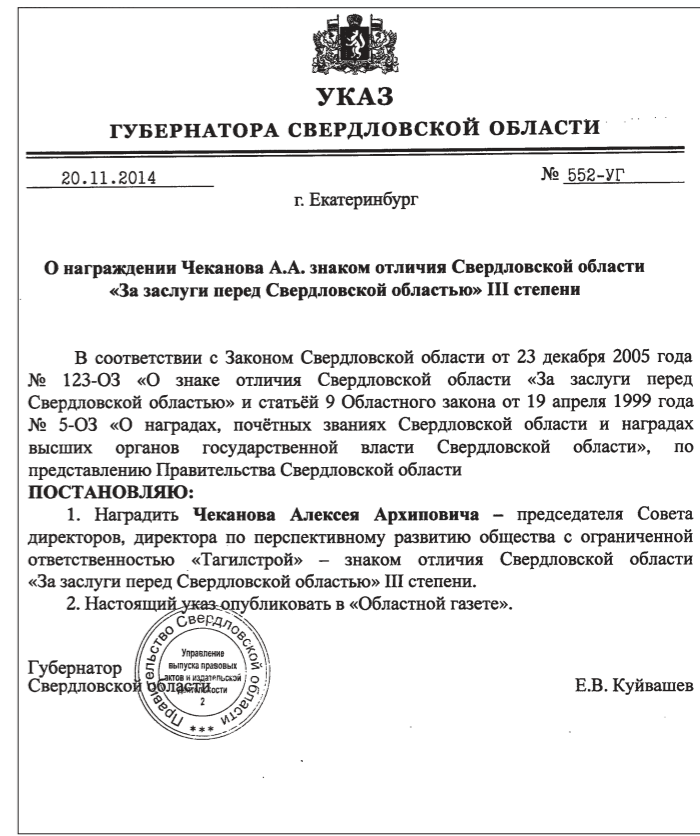 УКАЗ
ГУБЕРНАТОРА СВЕРДЛОВСКОЙ ОБЛАСТИ
20.11.2014 № 552-УГ
г. Екатеринбург
О награждении Чеканова А.А. знаком отличия Свердловской области
«За заслуги перед Свердловской областью» III степени
В соответствии с Законом Свердловской области от 23 декабря 2005 года
№ 123-ОЗ «О знаке отличия Свердловской области «За заслуги перед
Свердловской областью» и статьёй 9 Областного закона от 19 апреля 1999 года
№ 5-ОЗ «О наградах, почётных званиях Свердловской области и наградах
высших органов государственной власти Свердловской области», по
представлению Правительства Свердловской области
ПОСТАНОВЛЯЮ:
1. Наградить Чеканова Алексея Архиповича – председателя Совета
директоров, директора по перспективному развитию общества с ограниченной
ответственностью «Тагилстрой» – знаком отличия Свердловской области
«За заслуги перед Свердловской областью» III степени.
2. Настоящий указ опубликовать в «Областной газете».
Губернатор
Свердловской области Е.В. Куйвашев
Правительство Свердловской области
***
Управление
выпуска правовых
актов и издательской
деятельности
2